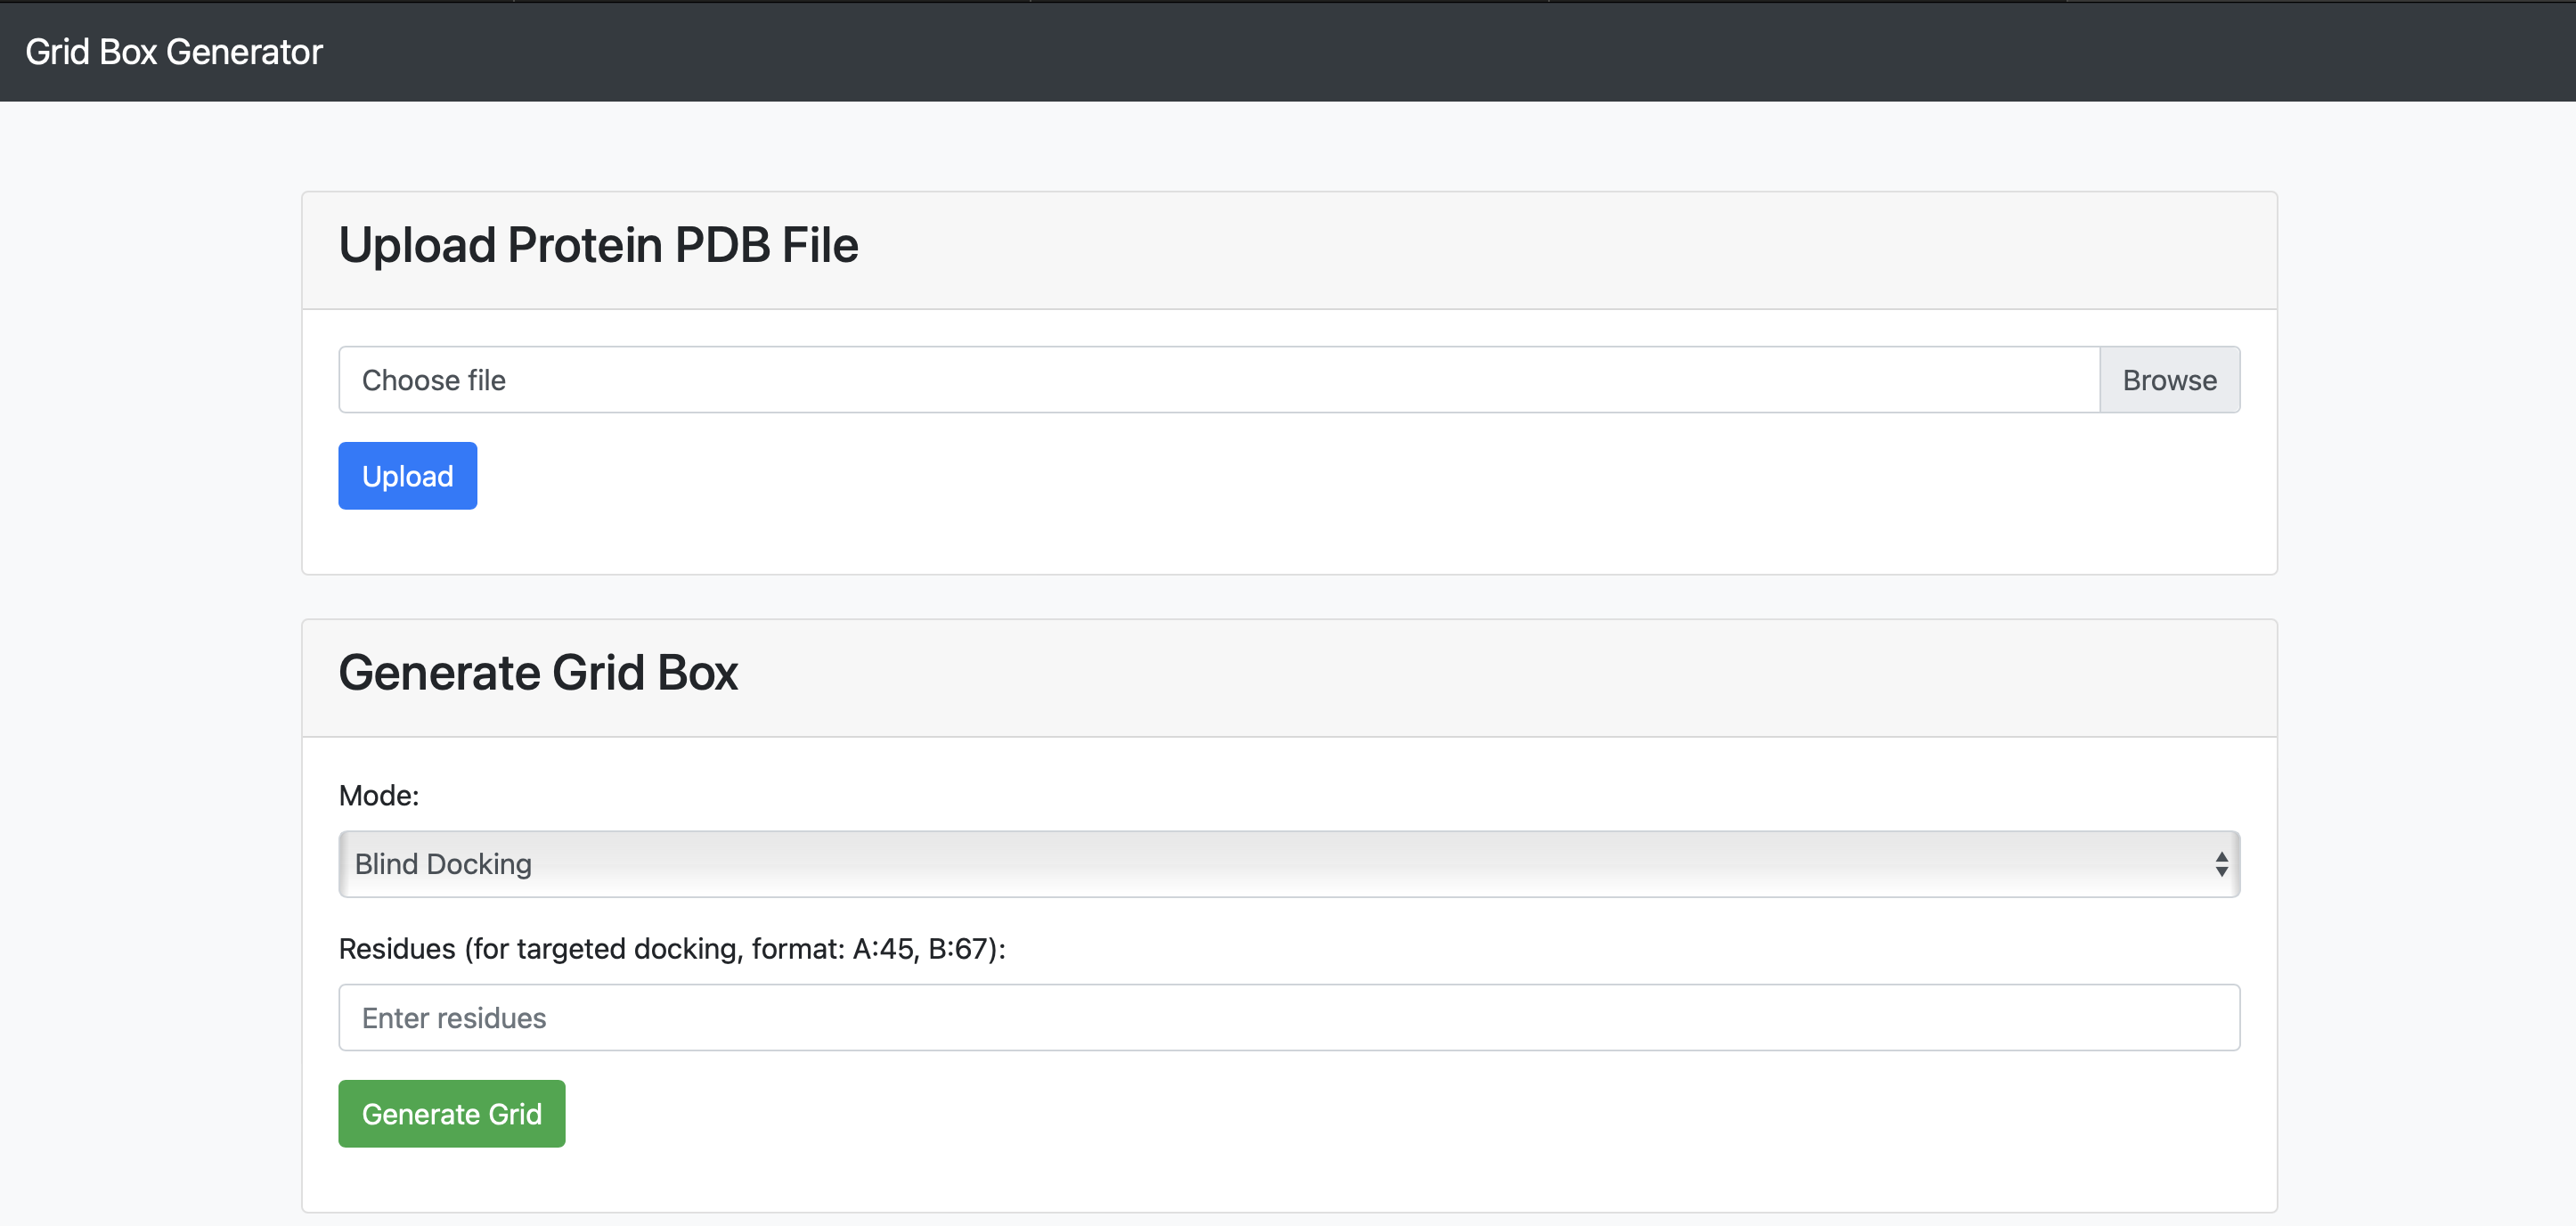 Grid Box Generator
Upload Protein PDB File
Choose file
Browse
Upload
Generate Grid Box
Mode:
Blind Docking
Residues (for targeted docking, format: A:45, B:67):
Enter residues
Generate Grid